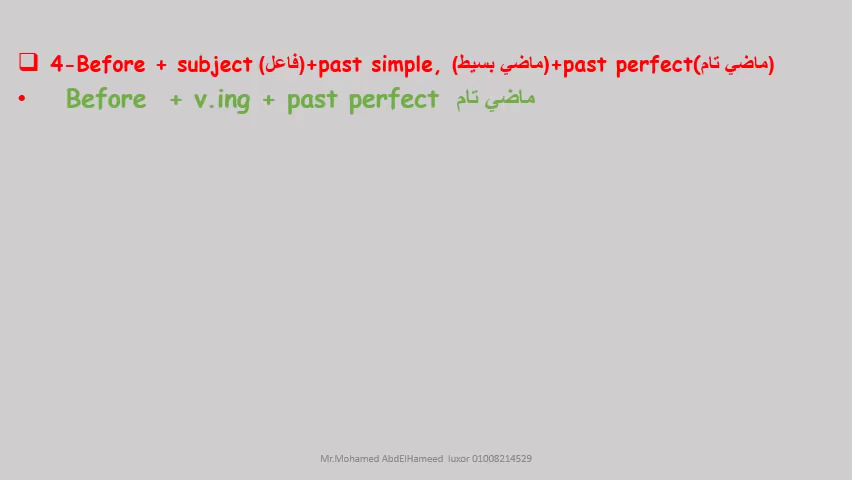 ❑ 4-Before + subject (فاعل)+past simple, (ماضي بسيط)+past perfect(ماضي تام)
• Before + v.ing + past perfect ماضي تام
Mr.Mohamed AbdElHameed luxor 01008214529